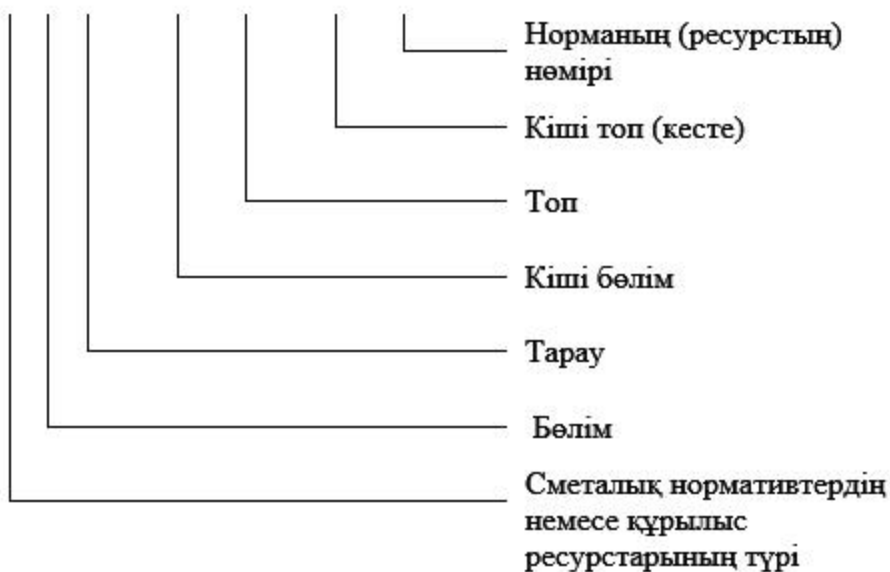 Норманың (ресурстың)
нөмірі
Кіші топ (кесте)
Топ
Кіші бөлім
Тарау
Бөлім
Сметалық нормативтердің
немесе құрылыс
ресурстарының түрі